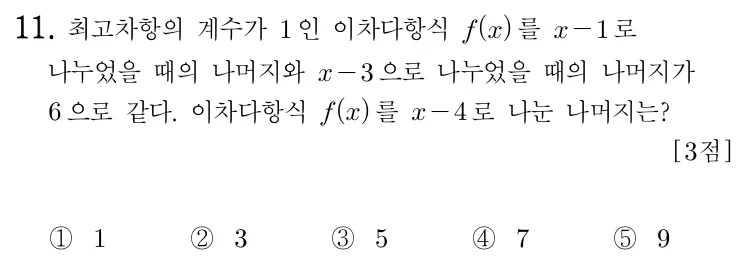 11. 최고차항의 계수가 1인 이차다항식 f(x)를 x-1로
나누었을 때의 나머지와 x-3으로 나누었을 때의 나머지가
6으로 같다. 이차다항식 f(x)를 x-4로 나눈 나머지는?
[3점]
① 1 ② 3 ③ 5 ④ 7 ⑤ 9